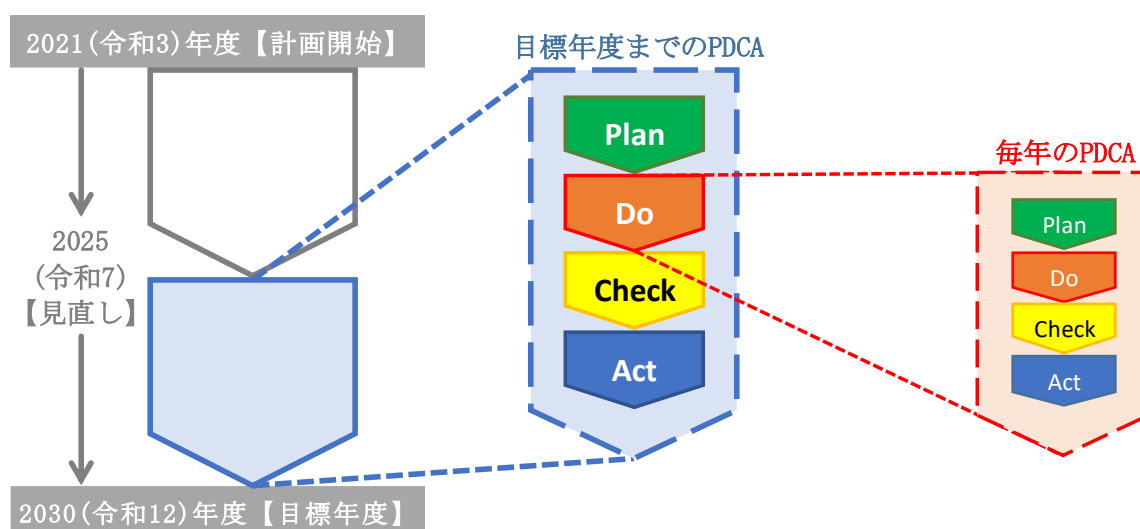 2021(令和3)年度【計画開始】
2025
(令和7)
【見直し】
2030(令和12)年度【目標年度】
目標年度までのPDCA
Plan
Do
Check
Act
毎年のPDCA
Plan
Do
Check
Act